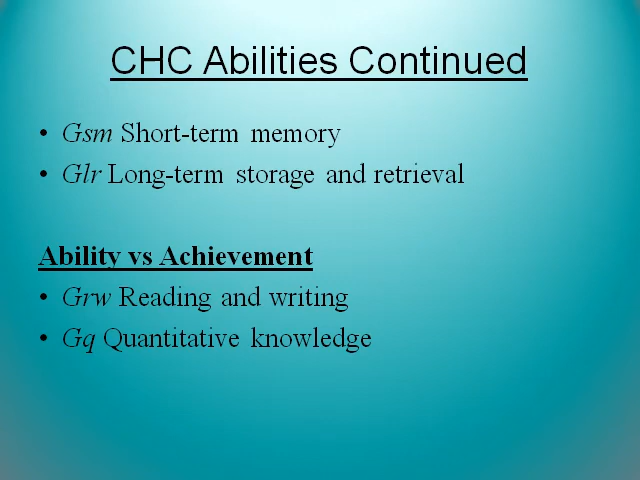 CHC Abilities Continued
• Gsm Short-term memory
• Glr Long-term storage and retrieval
Ability vs Achievement
• Grw Reading and writing
• Gq Quantitative knowledge